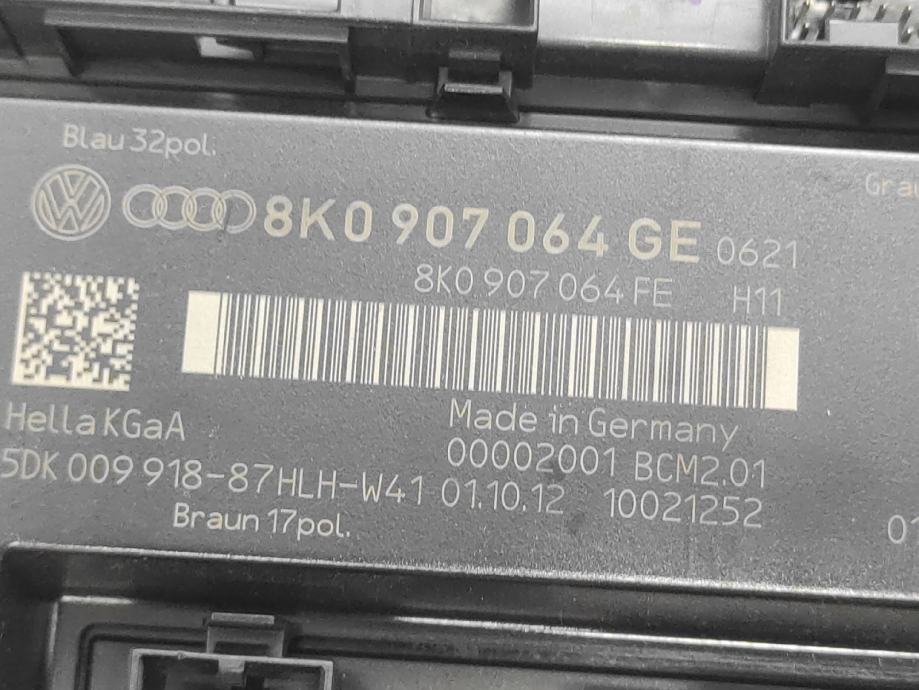 Blau 32pol.
8K0 907 064 GE 0621
8K0 907 064 FE H11
Hella KGaA
Made in Germany
00002001 BCM2.01
5DK 009 918-87HLH-W41 01.10.12 10021252
Braun 17pol.